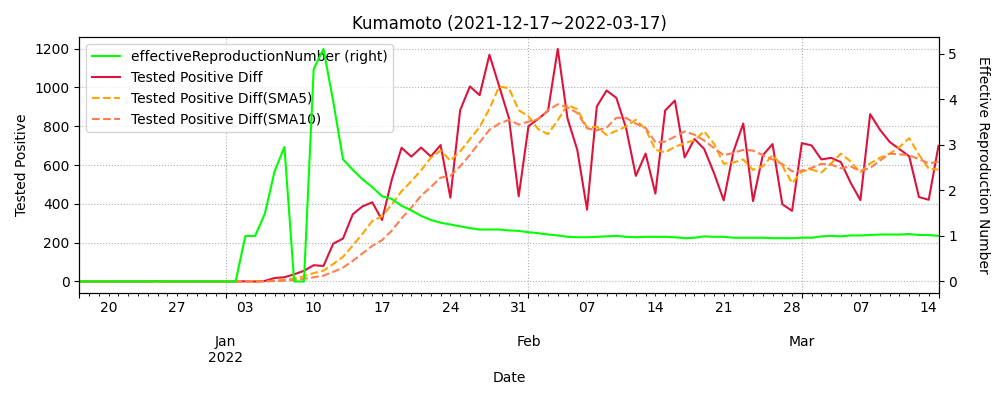 Kumamoto (2021-12-17~2022-03-17)
effectiveReproductionNumber (right)
Tested Positive Diff
Tested Positive Diff(SMA5)
Tested Positive Diff(SMA10)
Tested Positive
1200
1000
800
600
400
200
0
Effective Reproduction Number
5
4
3
2
1
0
20 27 03 10 17 24 31 07 14 21 28 07 14
Jan Feb Mar
2022
Date